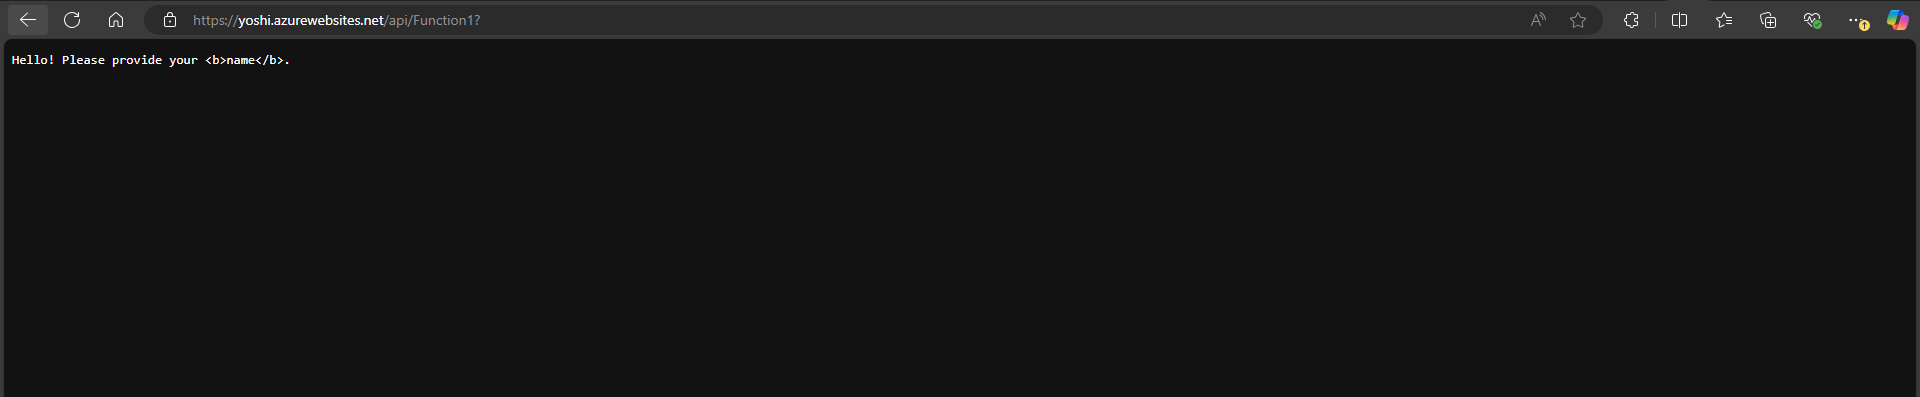 https://yoshi.azurewebsites.net/api/Function1?
Hello! Please provide your <b>name</b>.